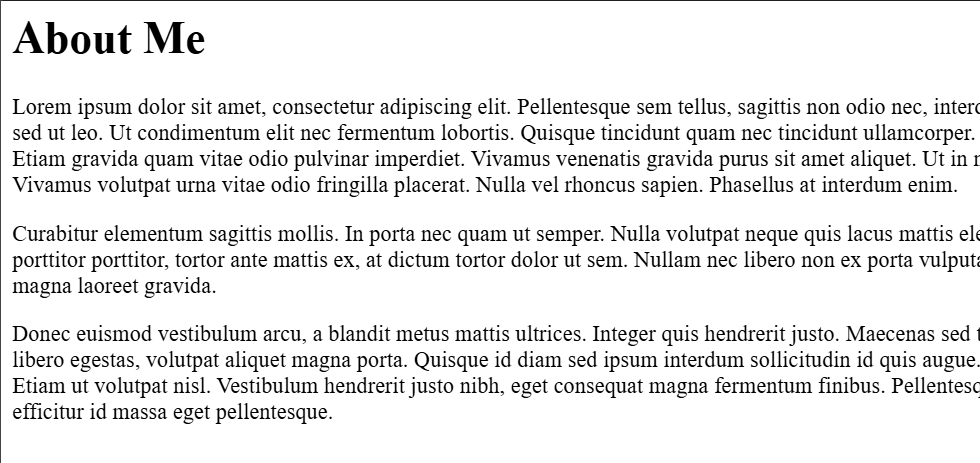 About Me
Lorem ipsum dolor sit amet, consectetur adipiscing elit. Pellentesque sem tellus, sagittis non odio nec,
sed ut leo. Ut condimentum elit nec fermentum lobortis. Quisque tincidunt quam nec tincidunt ullamcorper.
Etiam gravida quam vitae odio pulvinar imperdiet. Vivamus venenatis gravida purus sit amet aliquet. Ut in
Vivamus volutpat urna vitae odio fringilla placerat. Nulla vel rhoncus sapien. Phasellus at interdum enim.
Curabitur elementum sagittis mollis. In porta nec quam ut semper. Nulla volutpat neque quis lacus mattis
porttitor porttitor, tortor ante mattis ex, at dictum tortor dolor ut sem. Nullam nec libero non ex porta
magna laoreet gravida.
Donec euismod vestibulum arcu, a blandit metus mattis ultrices. Integer quis hendrerit justo. Maecenas sed
libero egestas, volutpat aliquet magna porta. Quisque id diam sed ipsum interdum sollicitudin id quis augue.
Etiam ut volutpat nisl. Vestibulum hendrerit justo nibh, eget consequat magna fermentum finibus.
efficitur id massa eget pellentesque.